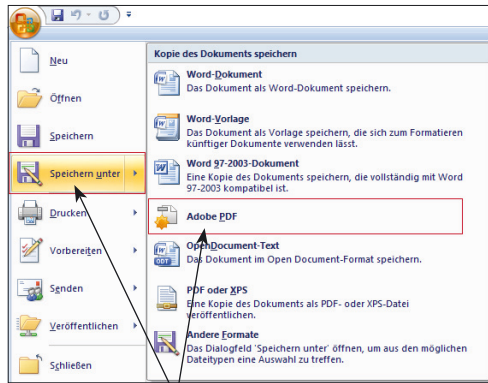 Neu
Öffnen
Speichern
Speichern unter
Drucken
Vorbereiten
Senden
Veröffentlichen
Schließen
Kopie des Dokuments speichern
Word-Dokument
Das Dokument als Word-Dokument speichern.
Word-Vorlage
Das Dokument als Vorlage speichern, die sich zum Formatieren
künftiger Dokumente verwenden lässt.
Word 97-2003-Dokument
Eine Kopie des Dokuments speichern, die vollständig mit Word
97-2003 kompatibel ist.
Adobe PDF
OpenDocument-Text
Das Dokument im Open Document-Format speichern.
PDF oder XPS
Eine Kopie des Dokuments als PDF- oder XPS-Datei
veröffentlichen.
Andere Formate
Das Dialogfeld 'Speichern unter' öffnen, um aus den möglichen
Dateitypen eine Auswahl zu treffen.